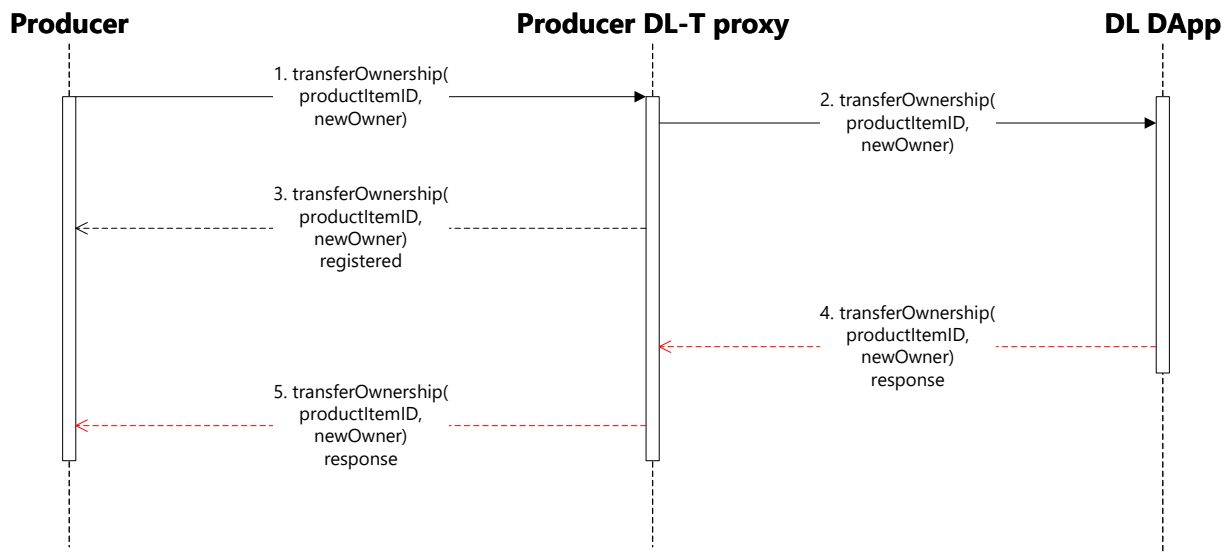 Producer
Producer DL-T proxy
DL DApp
1. transferOwnership(
productItemID,
newOwner)
2. transferOwnership(
productItemID,
newOwner)
3. transferOwnership(
productItemID,
newOwner)
registered
4. transferOwnership(
productItemID,
newOwner)
response
5. transferOwnership(
productItemID,
newOwner)
response